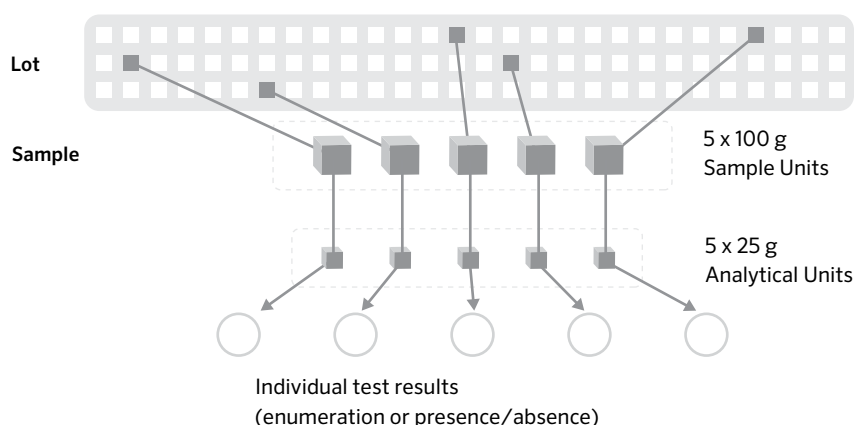 Lot
Sample
5 x 100 g
Sample Units
5 x 25 g
Analytical Units
Individual test results
(enumeration or presence/absence)